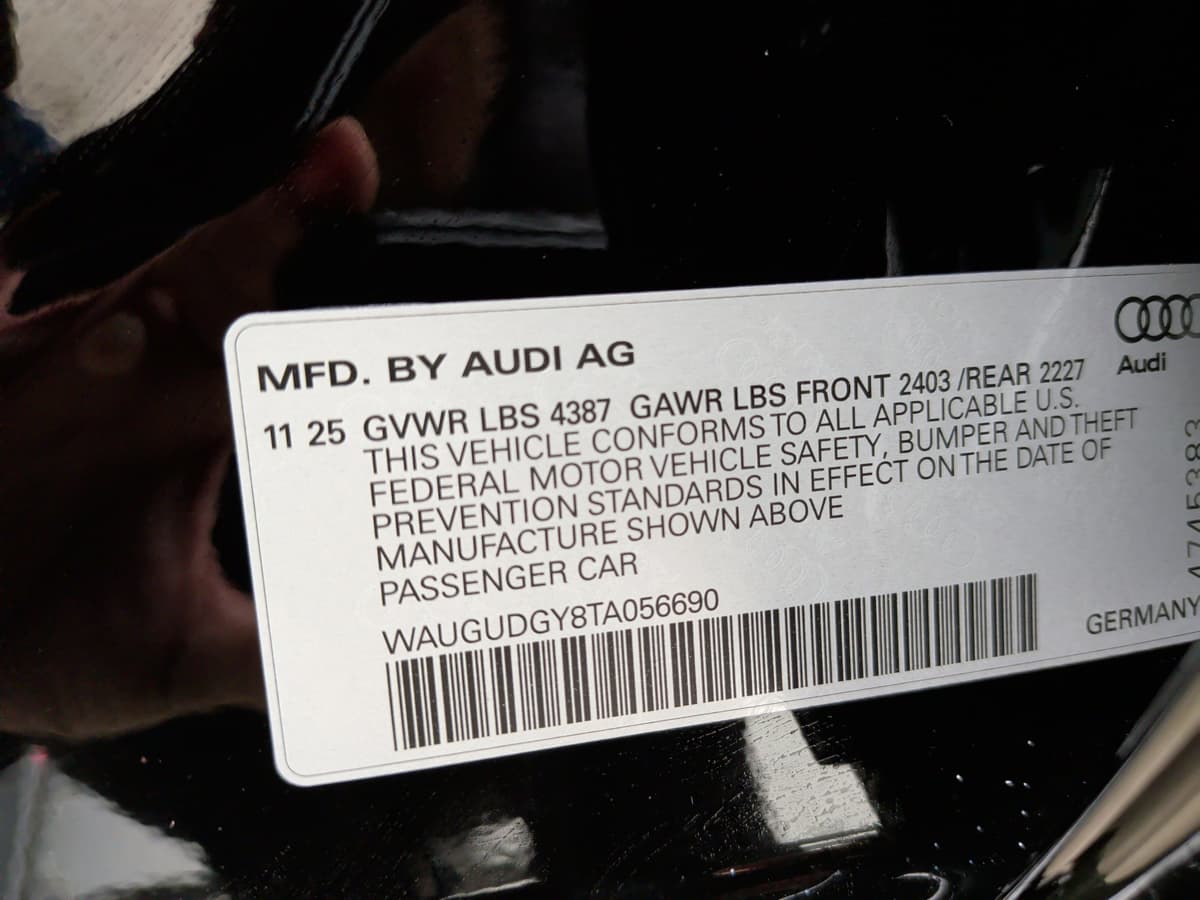 MFD. BY AUDI AG
Audi
11 25 GVWR LBS 4387 GAWR LBS FRONT 2403 /REAR 2227
THIS VEHICLE CONFORMS TO ALL APPLICABLE U.S.
FEDERAL MOTOR VEHICLE SAFETY, BUMPER AND THEFT
PREVENTION STANDARDS IN EFFECT ON THE DATE OF
MANUFACTURE SHOWN ABOVE
PASSENGER CAR
WAUGUDGY8TA056690
GERMANY